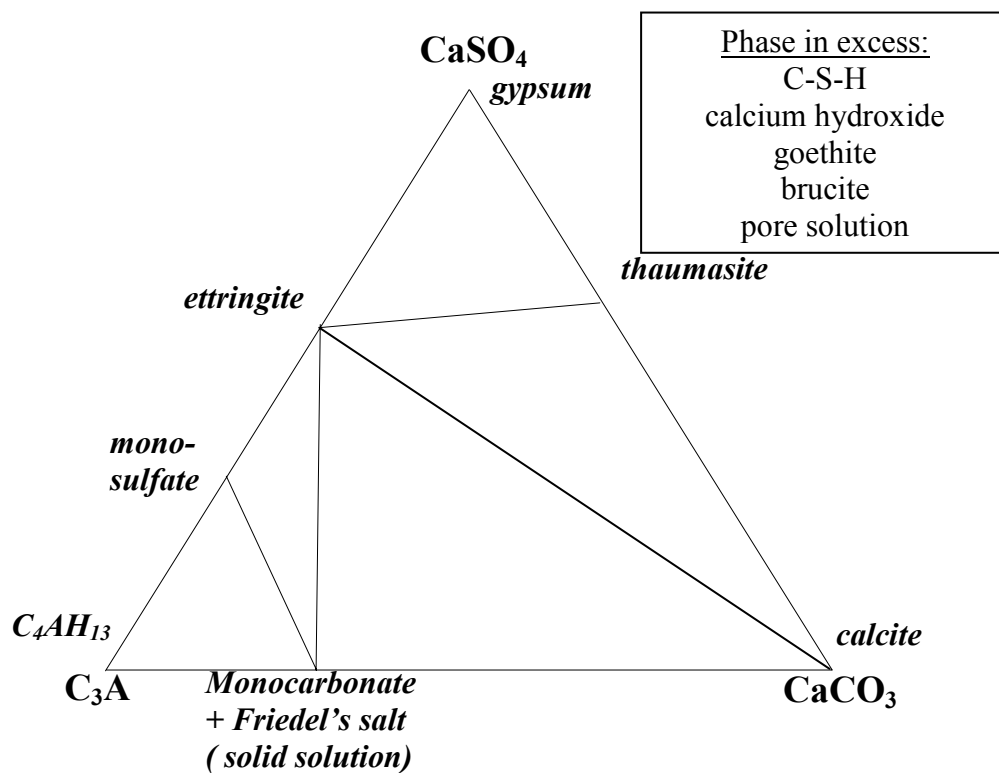 CaSO₄
gypsum
Phase in excess:
C-S-H
calcium hydroxide
goethite
brucite
pore solution
thaumasite
ettringite
mono-
sulfate
C₄AH₁₃
calcite
C₃A
Monocarbonate
+ Friedel’s salt
( solid solution)
CaCO₃